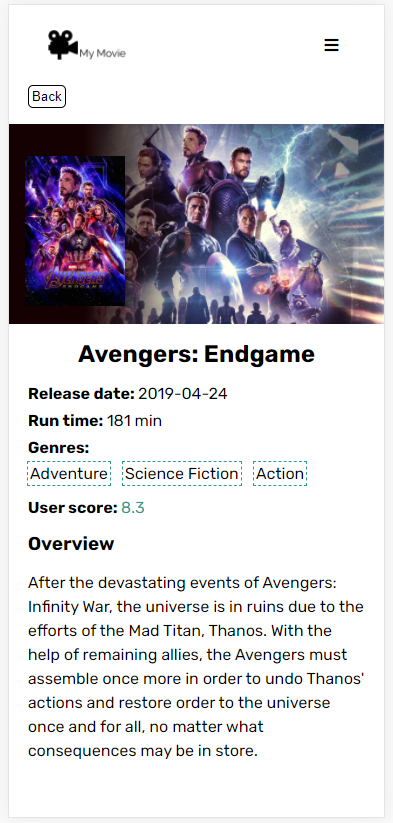 My Movie
Back
AVENGERS
ENDGAME
Avengers: Endgame
Release date: 2019-04-24
Run time: 181 min
Genres:
Adventure Science Fiction Action
User score: 8.3
Overview
After the devastating events of Avengers:
Infinity War, the universe is in ruins due to the
efforts of the Mad Titan, Thanos. With the
help of remaining allies, the Avengers must
assemble once more in order to undo Thanos'
actions and restore order to the universe
once and for all, no matter what
consequences may be in store.